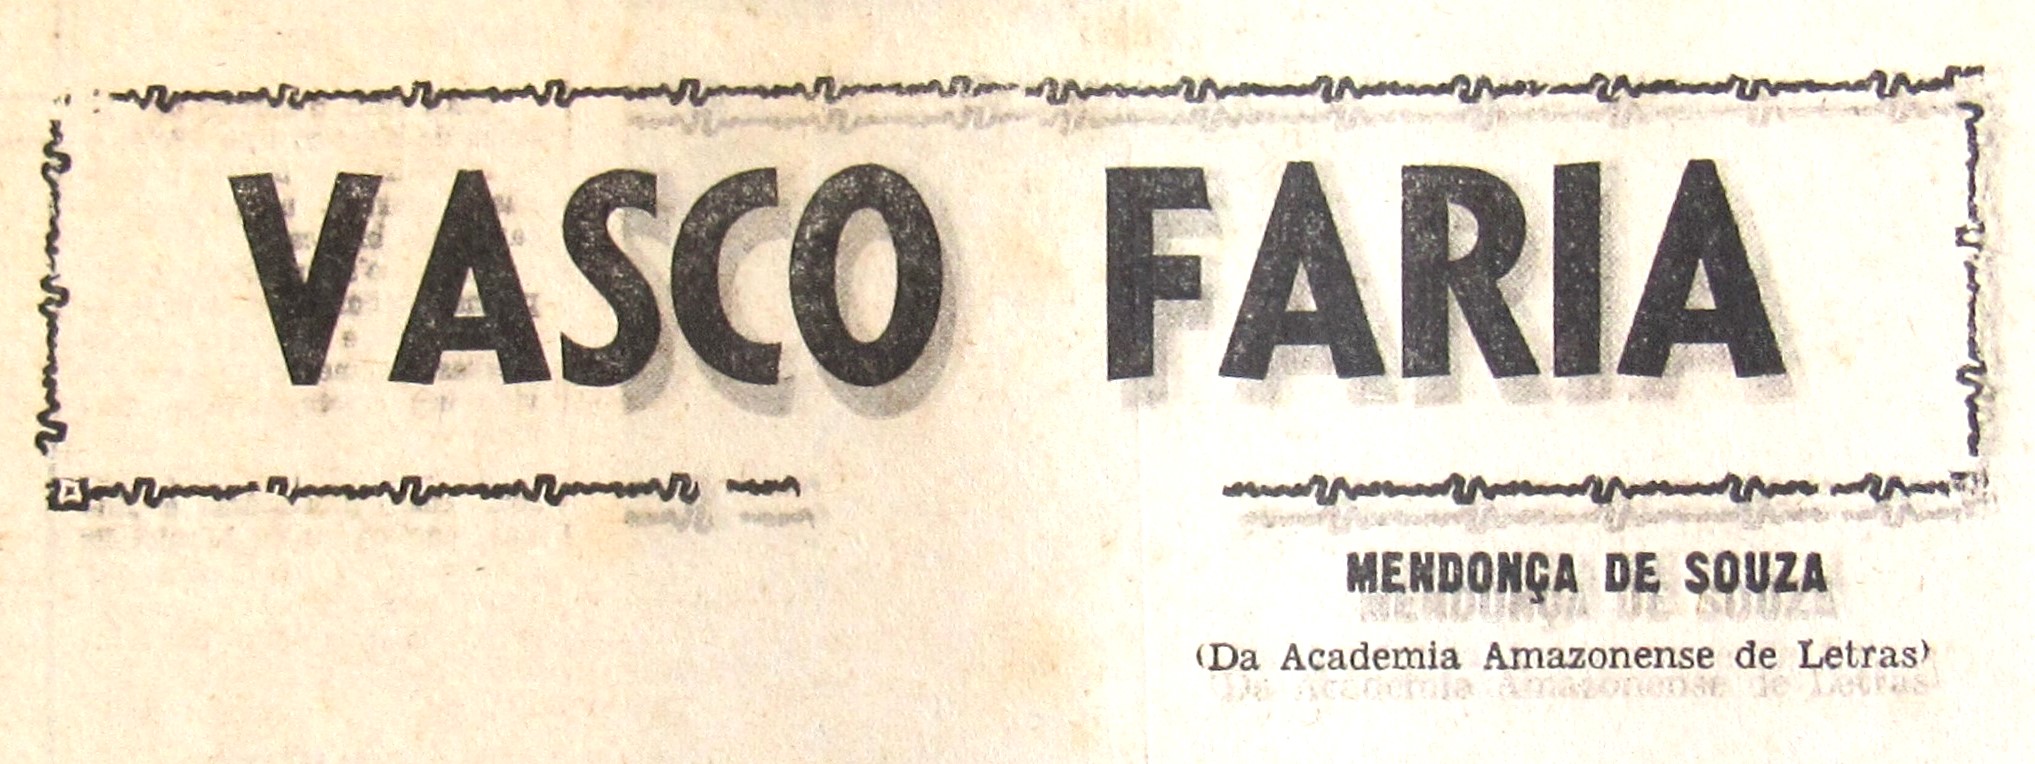 VASCO FARIA
MENDONÇA DE SOUZA
(Da Academia Amazonense de Letras)